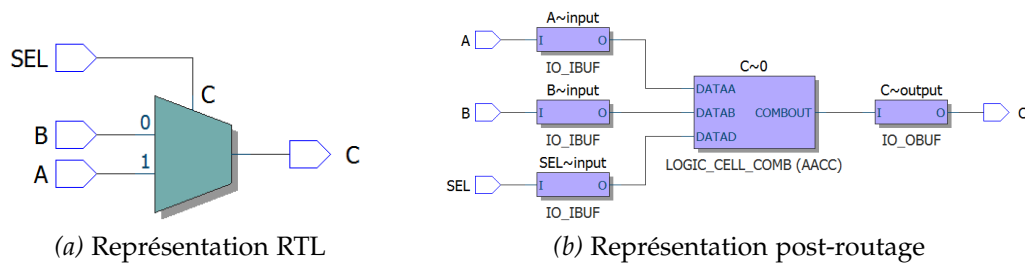 SEL
C
B
0
A
1
C
(a) Représentation RTL
A~input
A
I
O
IO_IBUF
B~input
B
I
O
IO_IBUF
SEL~input
SEL
I
O
IO_IBUF
C~0
DATAA
DATAB
COMBOUT
DATAD
LOGIC_CELL_COMB (AACC)
C~output
I
O
IO_OBUF
C
(b) Représentation post-routage